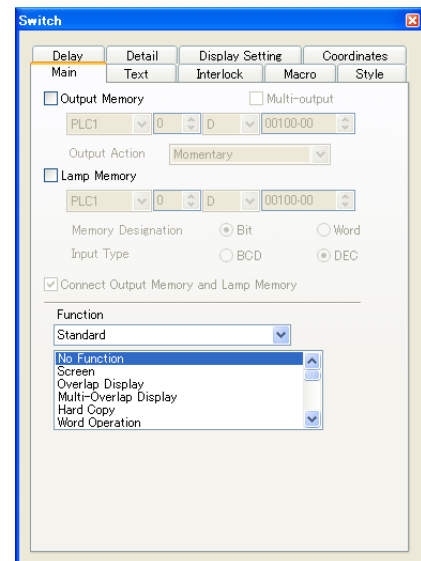 Switch
Delay Detail Display Setting Coordinates
Main Text Interlock Macro Style
Output Memory Multi-output
PLC1 0 D 00100-00
Output Action Momentary
Lamp Memory
PLC1 0 D 00100-00
Memory Designation Bit Word
Input Type BCD DEC
Connect Output Memory and Lamp Memory
Function
Standard
No Function
Screen
Overlap Display
Multi-Overlap Display
Hard Copy
Word Operation